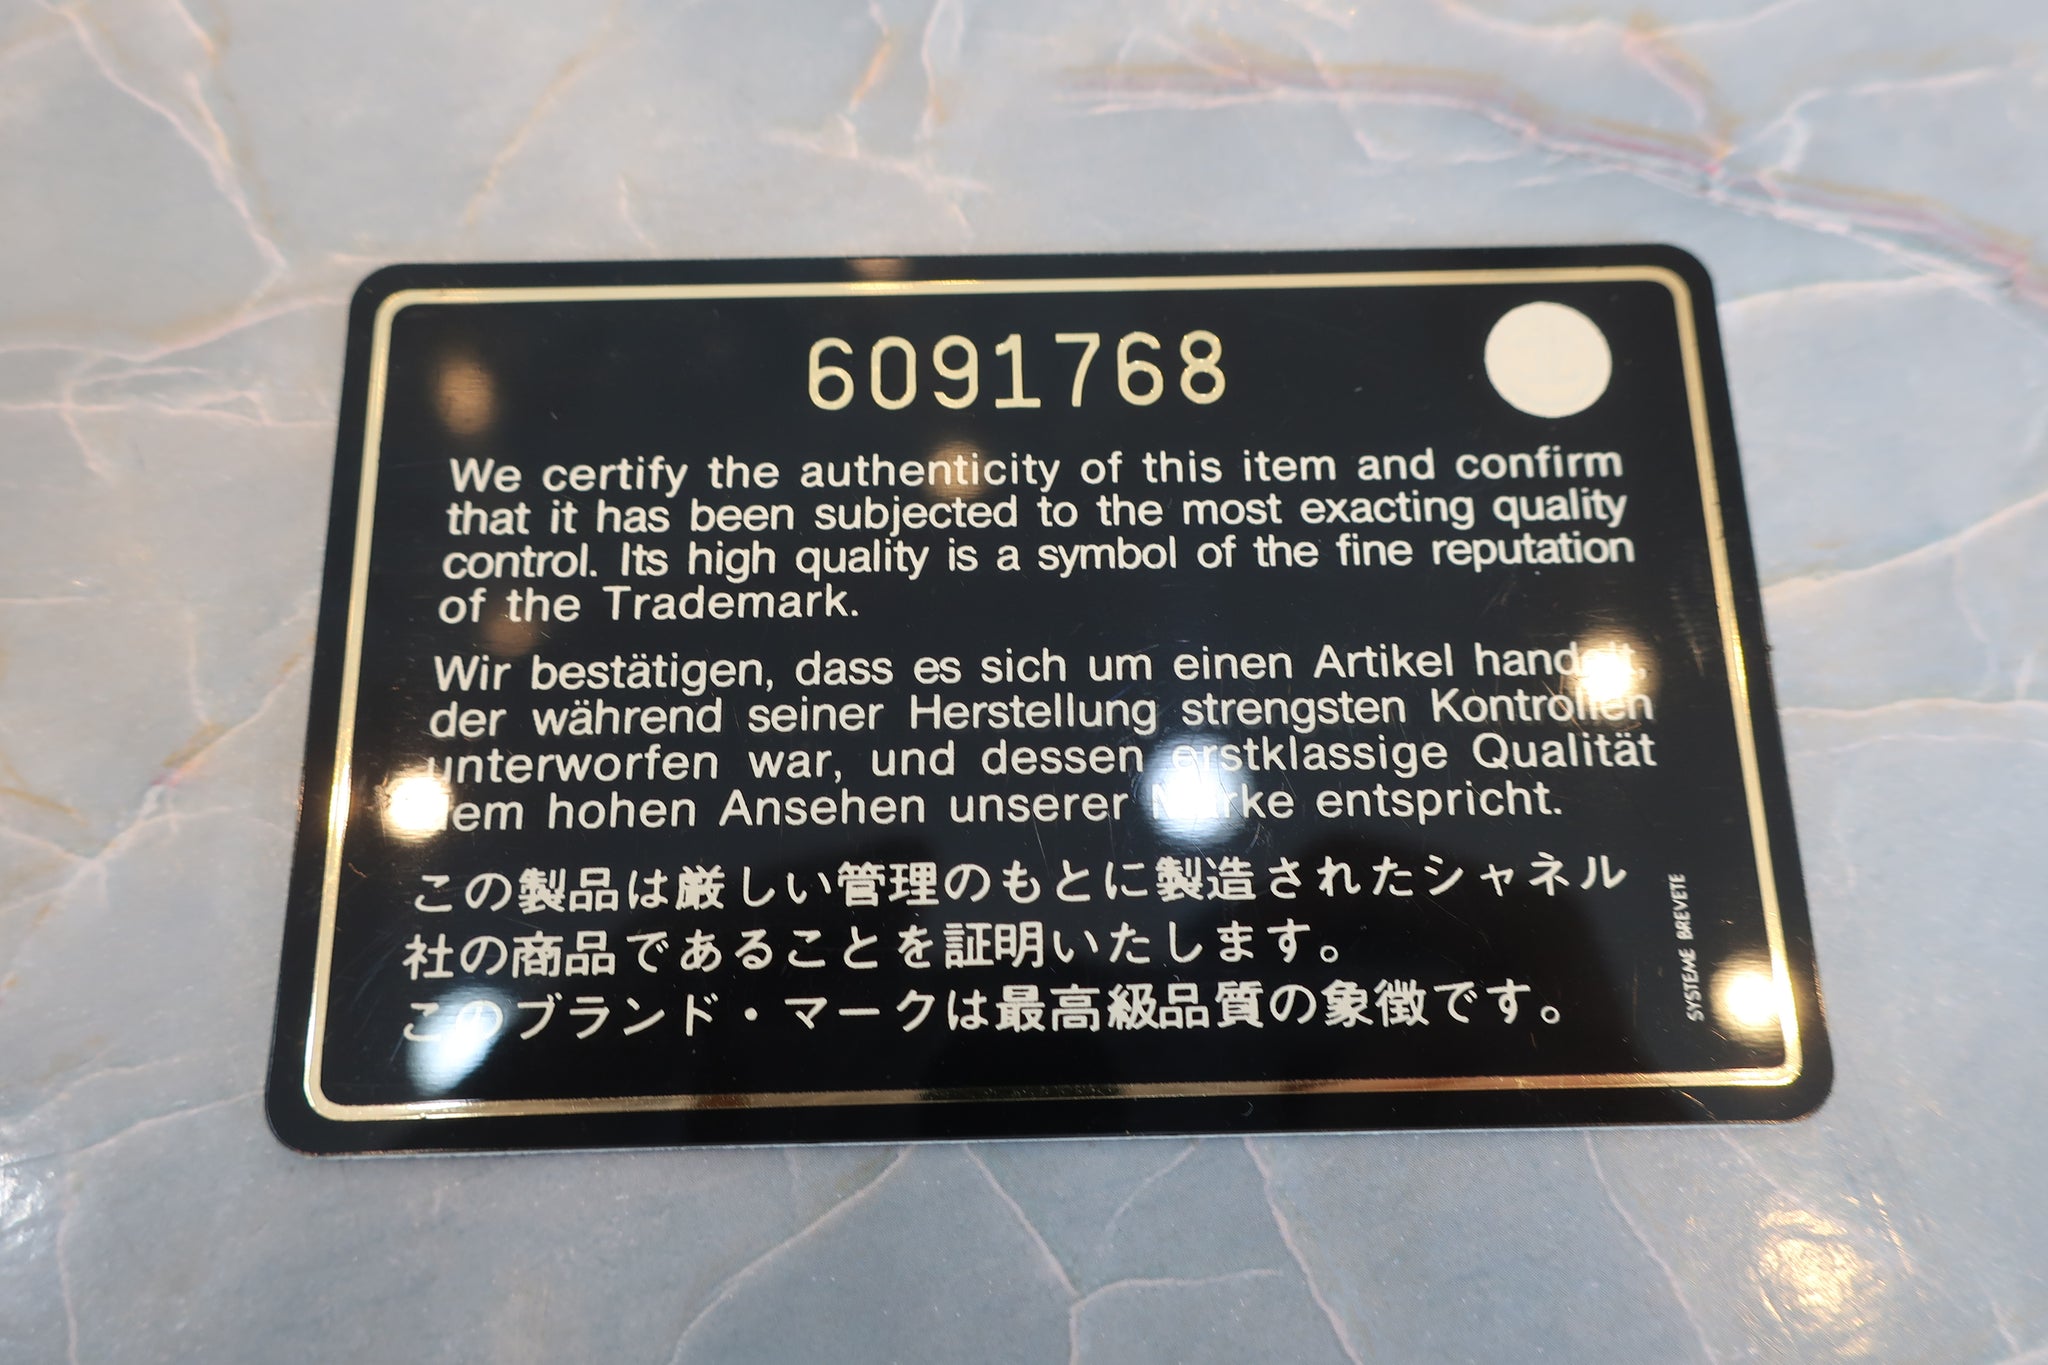 6091768
We certify the authenticity of this item and confirm
that it has been subjected to the most exacting quality
control. Its high quality is a symbol of the fine reputation
of the Trademark.
Wir bestätigen, dass es sich um einen Artikel handelt,
der während seiner Herstellung strengsten Kontrollen
unterworfen war, und dessen erstklassige Qualität
dem hohen Ansehen unserer Marke entspricht.
この製品は厳しい管理のもとに製造されたシャネル
社の商品であることを証明いたします。
このブランド・マークは最高級品質の象徴です。
SYSTEME BREVETE